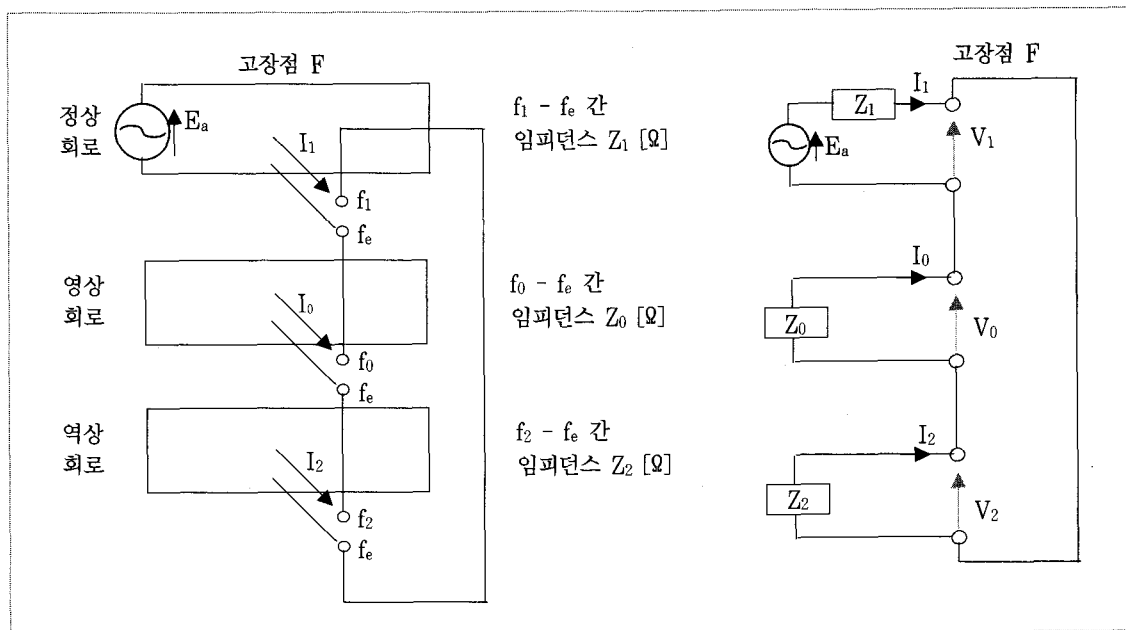 고장점 F
정상
회로
Eₐ
I₁
f₁
fₑ
f₁ - fₑ 간
임피던스 Z₁ [Ω]
영상
회로
I₀
f₀
fₑ
f₀ - fₑ 간
임피던스 Z₀ [Ω]
역상
회로
I₂
f₂
fₑ
f₂ - fₑ 간
임피던스 Z₂ [Ω]
고장점 F
Z₁
I₁
Eₐ
V₁
I₀
Z₀
V₀
I₂
Z₂
V₂